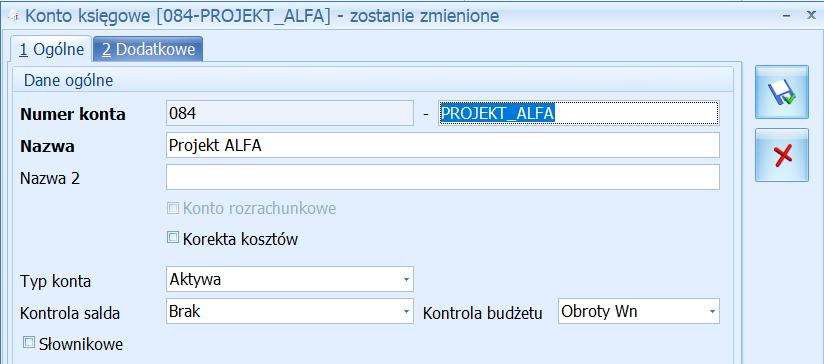 Konto księgowe [084-PROJEKT_ALFA] - zostanie zmienione
1 Ogólne 2 Dodatkowe
Dane ogólne
Numer konta 084 - PROJEKT_ALFA
Nazwa Projekt ALFA
Nazwa 2
Konto rozrachunkowe
Korekta kosztów
Typ konta Aktywa
Kontrola salda Brak Kontrola budżetu Obroty Wn
Słownikowe